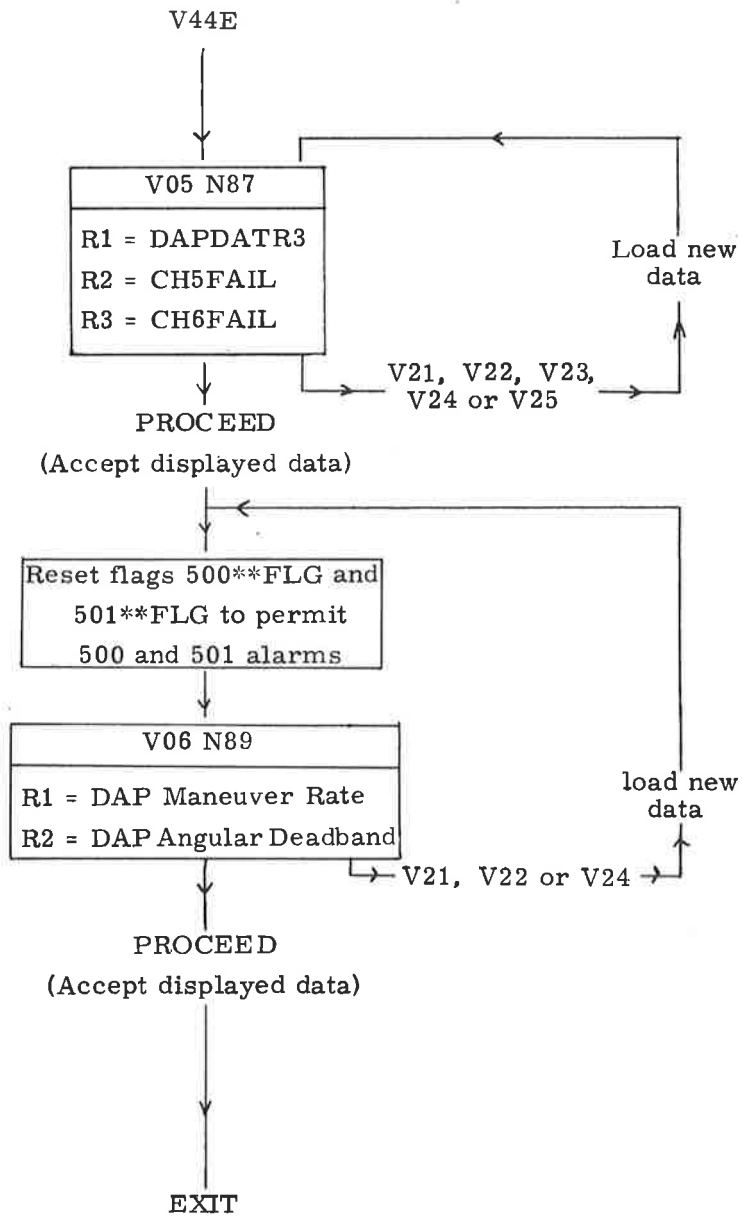 V44E
V05 N87
R1 = DAPDATR3
R2 = CH5FAIL
R3 = CH6FAIL
Load new
data
V21, V22, V23,
V24 or V25
PROCEED
(Accept displayed data)
Reset flags 500**FLG and
501**FLG to permit
500 and 501 alarms
V06 N89
R1 = DAP Maneuver Rate
R2 = DAP Angular Deadband
load new
data
V21, V22 or V24
PROCEED
(Accept displayed data)
EXIT